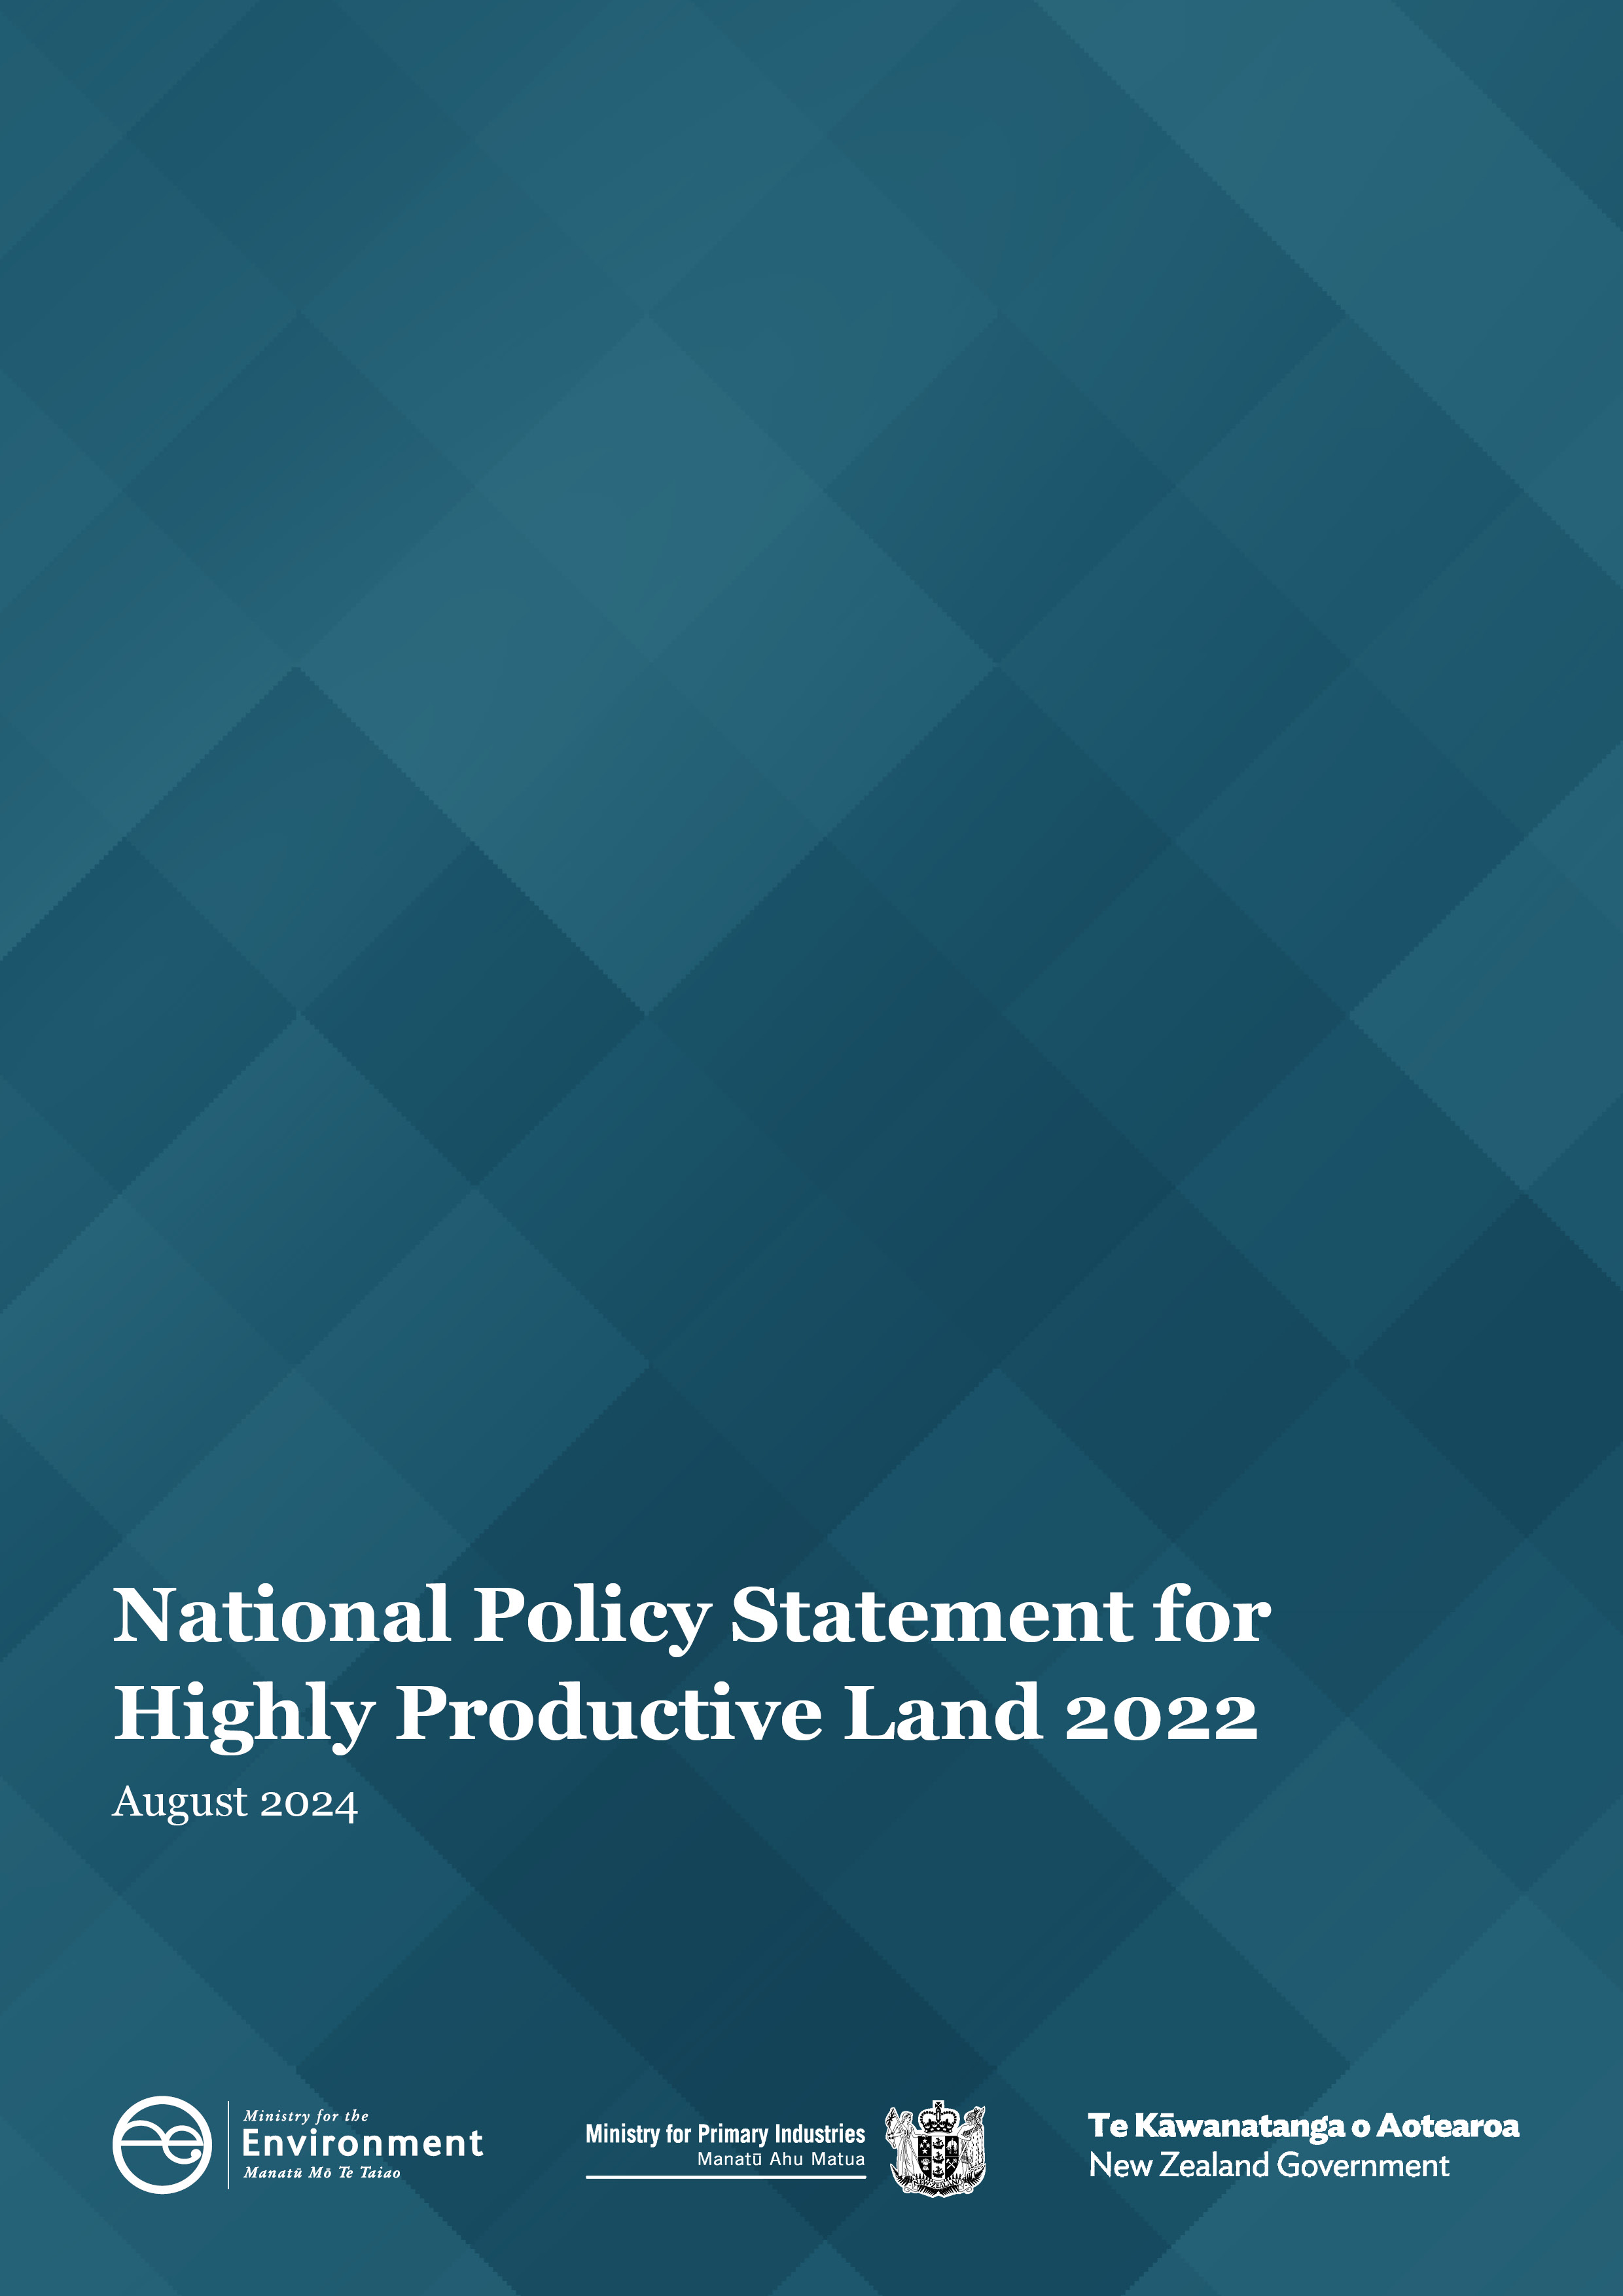 National Policy Statement for
Highly Productive Land 2022
August 2024
Ministry for the
Environment
Manatū Mō Te Taiao
Ministry for Primary Industries
Manatū Ahu Matua
Te Kāwanatanga o Aotearoa
New Zealand Government